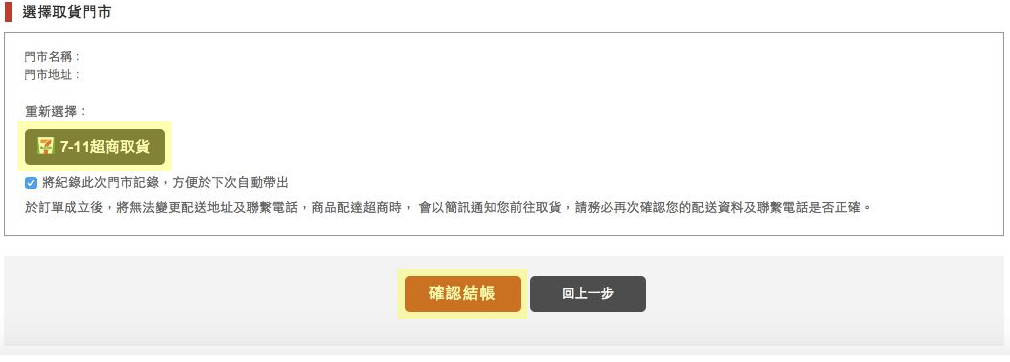 選擇取貨門市
門市名稱：
門市地址：
重新選擇：
7-11超商取貨
將紀錄此次門市記錄，方便於下次自動帶出
於訂單成立後，將無法變更配送地址及聯繫電話，商品配達超商時， 會以簡訊通知您前往取貨，請務必再次確認您的配送資料及聯繫電話是否正確。
確認結帳
回上一步